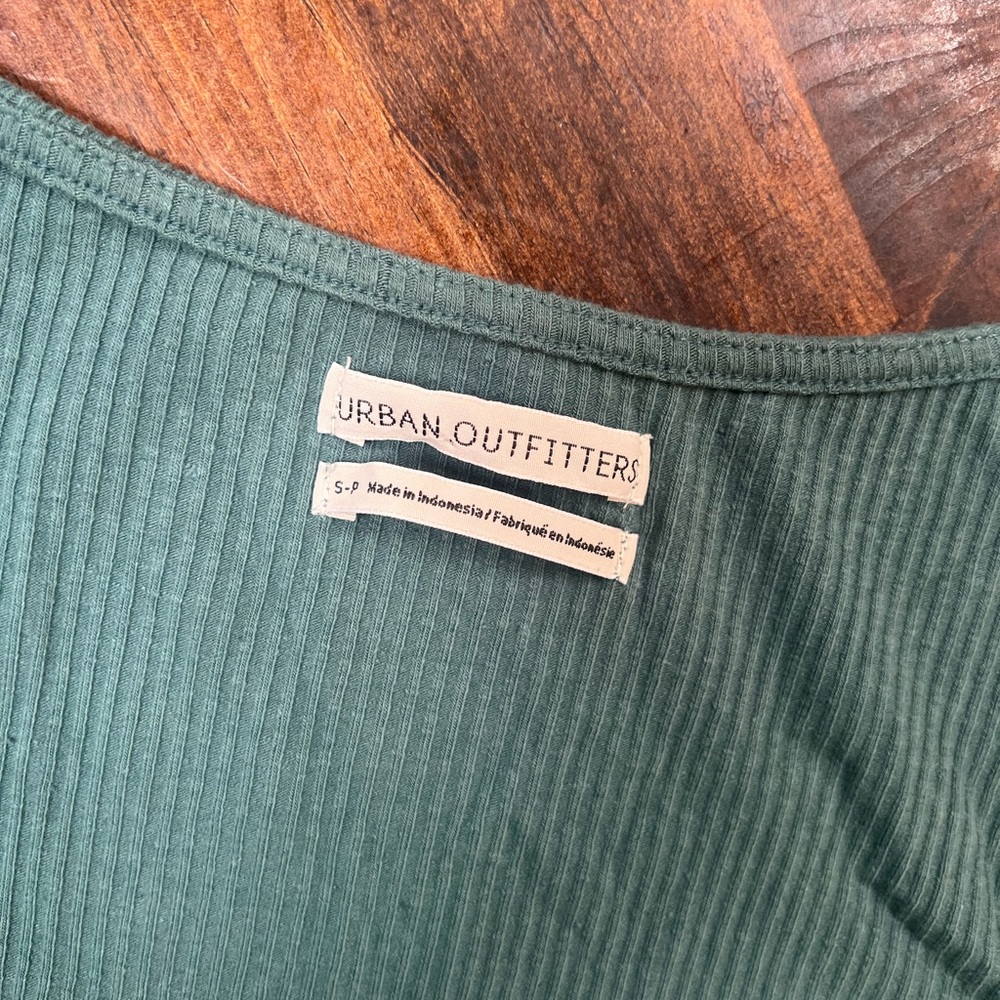 URBAN OUTFITTERS
S-P Made in Indonesia / Fabriqué en Indonésie